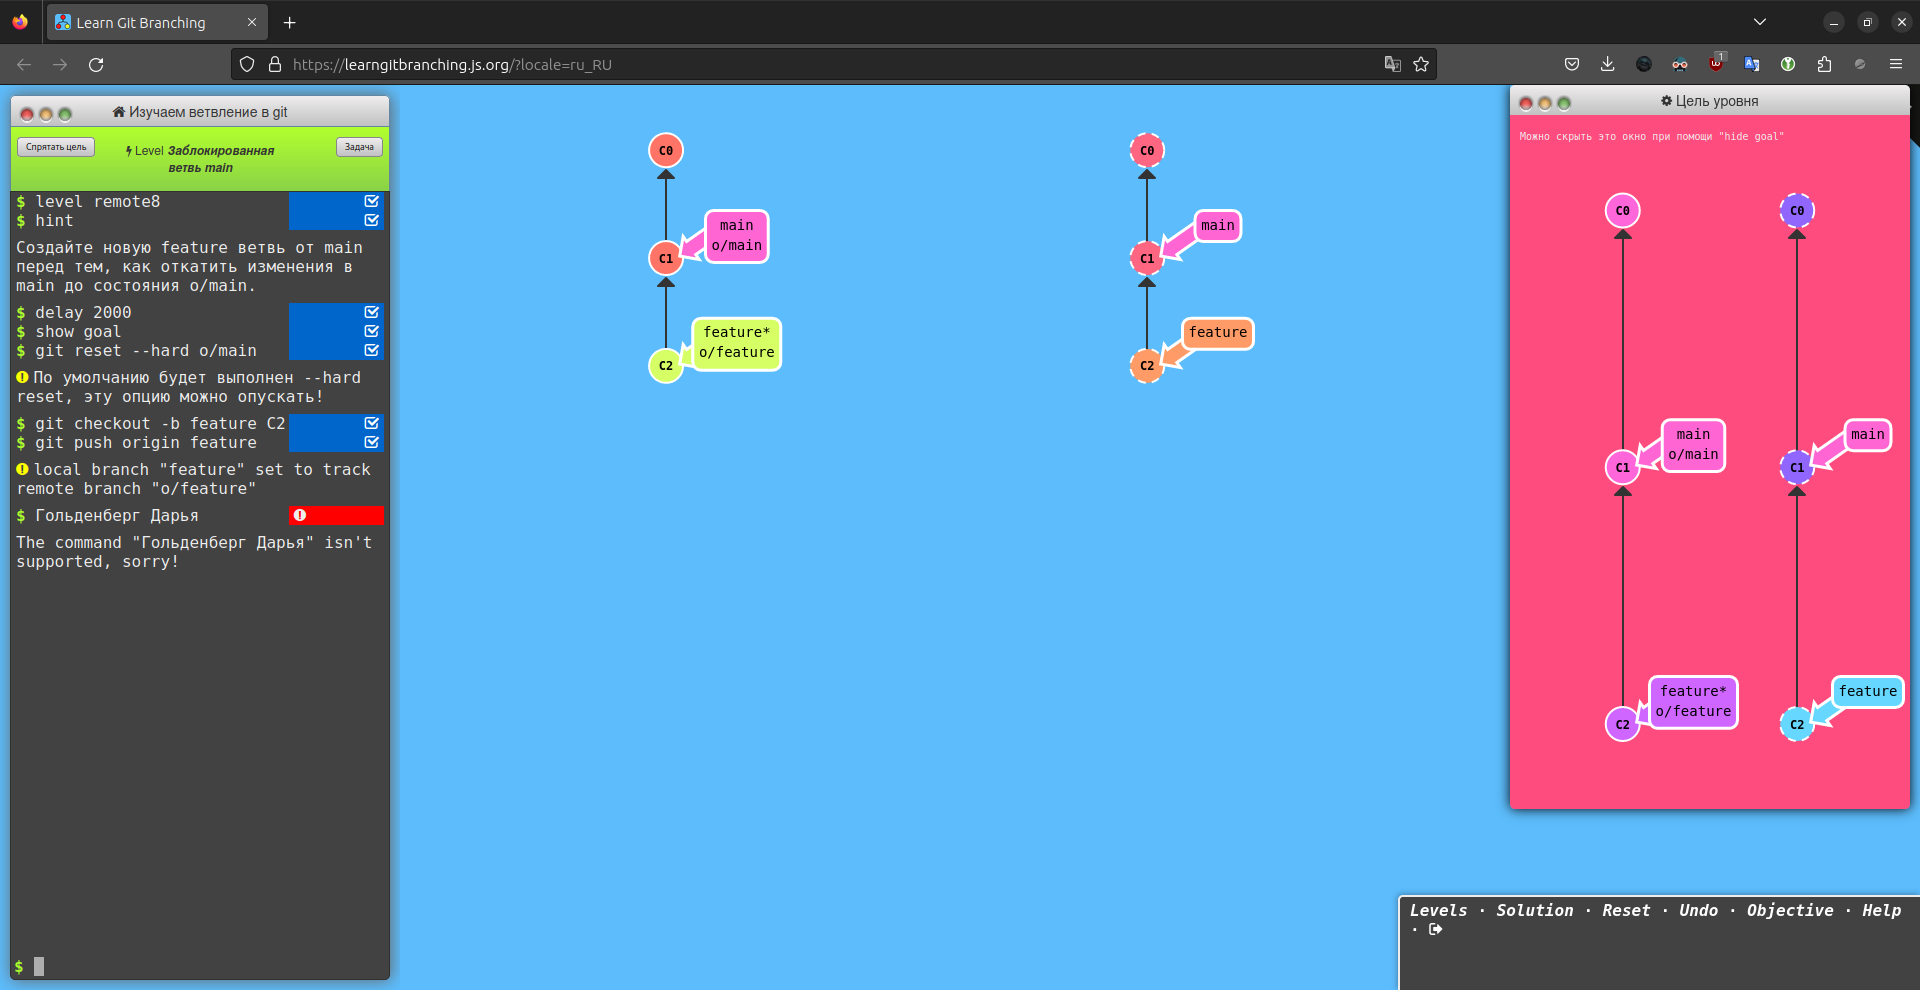 Learn Git Branching
https://learngitbranching.js.org/?locale=ru_RU
1
Изучаем ветвление в git
Спрятать цель
Level Заблокированная
ветвь main
Задача
$ level remote8
$ hint
Создайте новую feature ветвь от main
перед тем, как откатить изменения в
main до состояния o/main.
$ delay 2000
$ show goal
$ git reset --hard o/main
По умолчанию будет выполнен --hard
reset, эту опцию можно опускать!
$ git checkout -b feature C2
$ git push origin feature
local branch "feature" set to track
remote branch "o/feature"
$ Гольденберг Дарья
The command "Гольденберг Дарья" isn't
supported, sorry!
$
C0
main
o/main
C1
feature*
o/feature
C2
C0
main
C1
feature
C2
Цель уровня
Можно скрыть это окно при помощи "hide goal"
C0
main
o/main
C1
feature*
o/feature
C2
C0
main
C1
feature
C2
Levels · Solution · Reset · Undo · Objective · Help
·